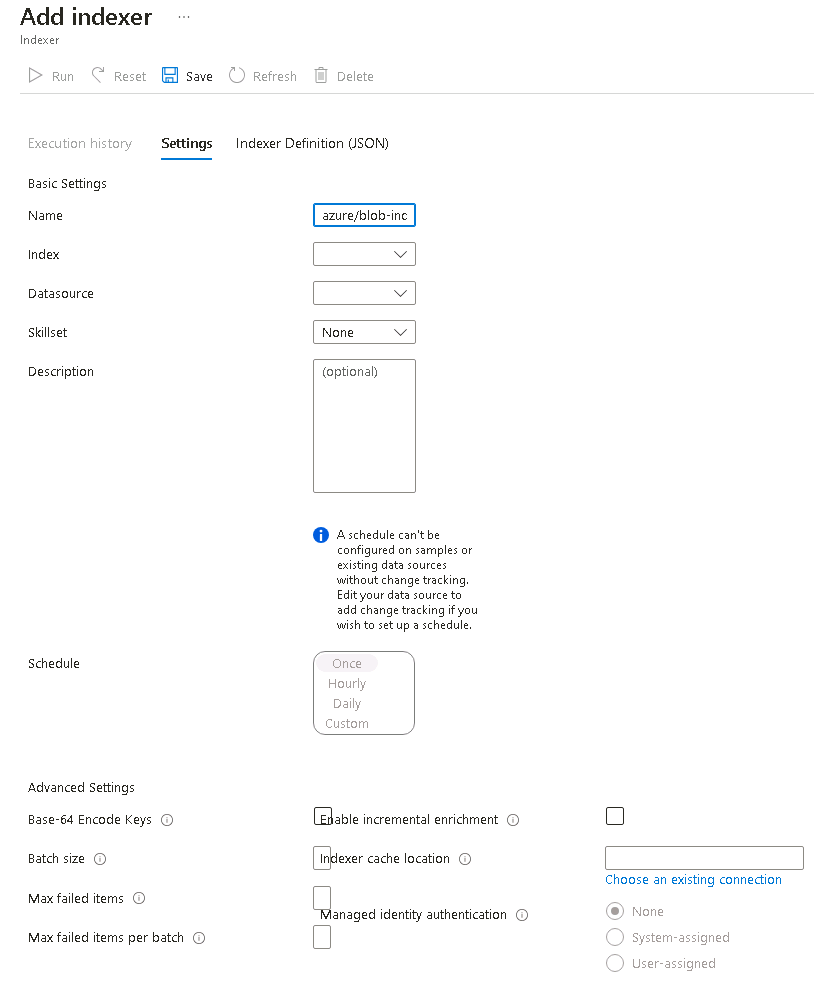 Add indexer ...
Indexer
Run Reset Save Refresh Delete
Execution history Settings Indexer Definition (JSON)
Basic Settings
Name azure/blob-inc
Index
Datasource
Skillset None
Description (optional)
A schedule can't be
configured on samples or
existing data sources
without change tracking.
Edit your data source to
add change tracking if you
wish to set up a schedule.
Schedule Once
Hourly
Daily
Custom
Advanced Settings
Base-64 Encode Keys Enable incremental enrichment
Batch size Indexer cache location
Choose an existing connection
Max failed items
Managed identity authentication None
Max failed items per batch System-assigned
User-assigned